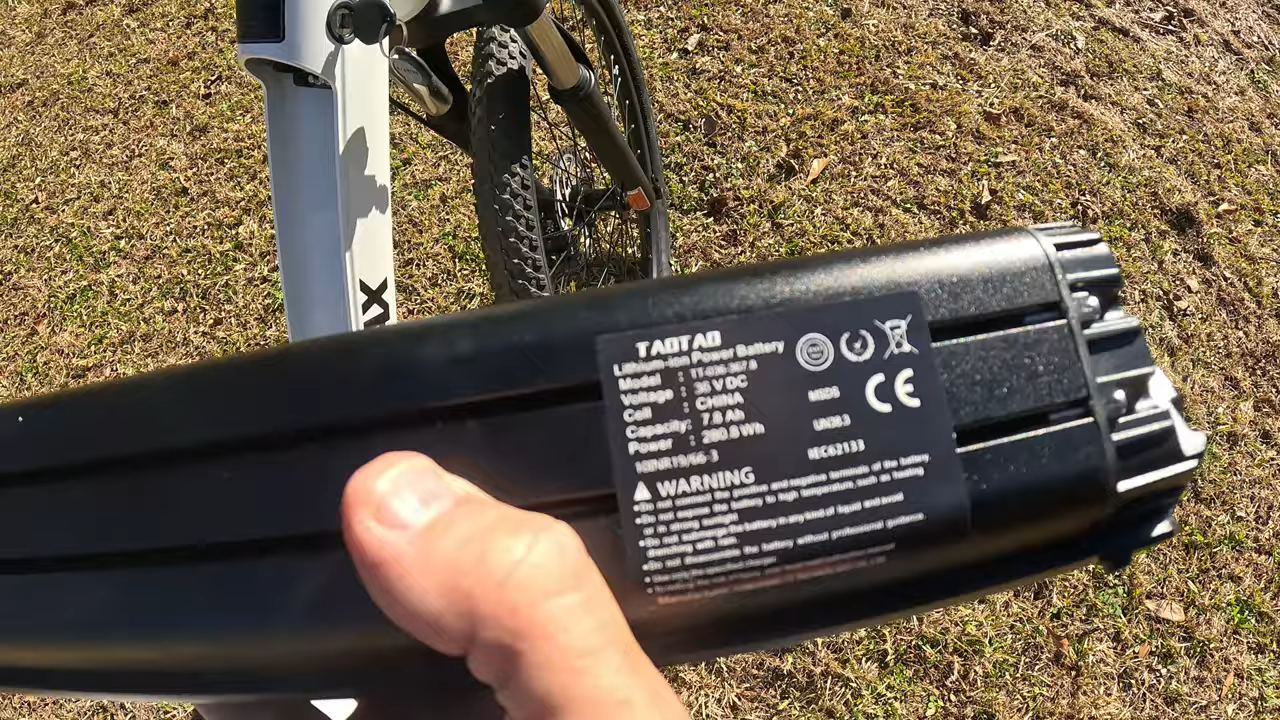 AX
TAOTAO
Lithium-ion Power Battery
Model : TT-036-367.8
Voltage : 36 V DC
Cell : CHINA
Capacity: 7.8 Ah
Power : 280.8 Wh
10INR19/66-3
MSDS
UN38.3
IEC62133
CE
WARNING
•Do not connect the positive and negative terminals of the battery.
•Do not expose the battery to high temperature, such as heating
or in strong sunlight.
•Do not submerge the battery in any kind of liquid and avoid
drenching with rain.
•Do not disassemble the battery without professional guidance.